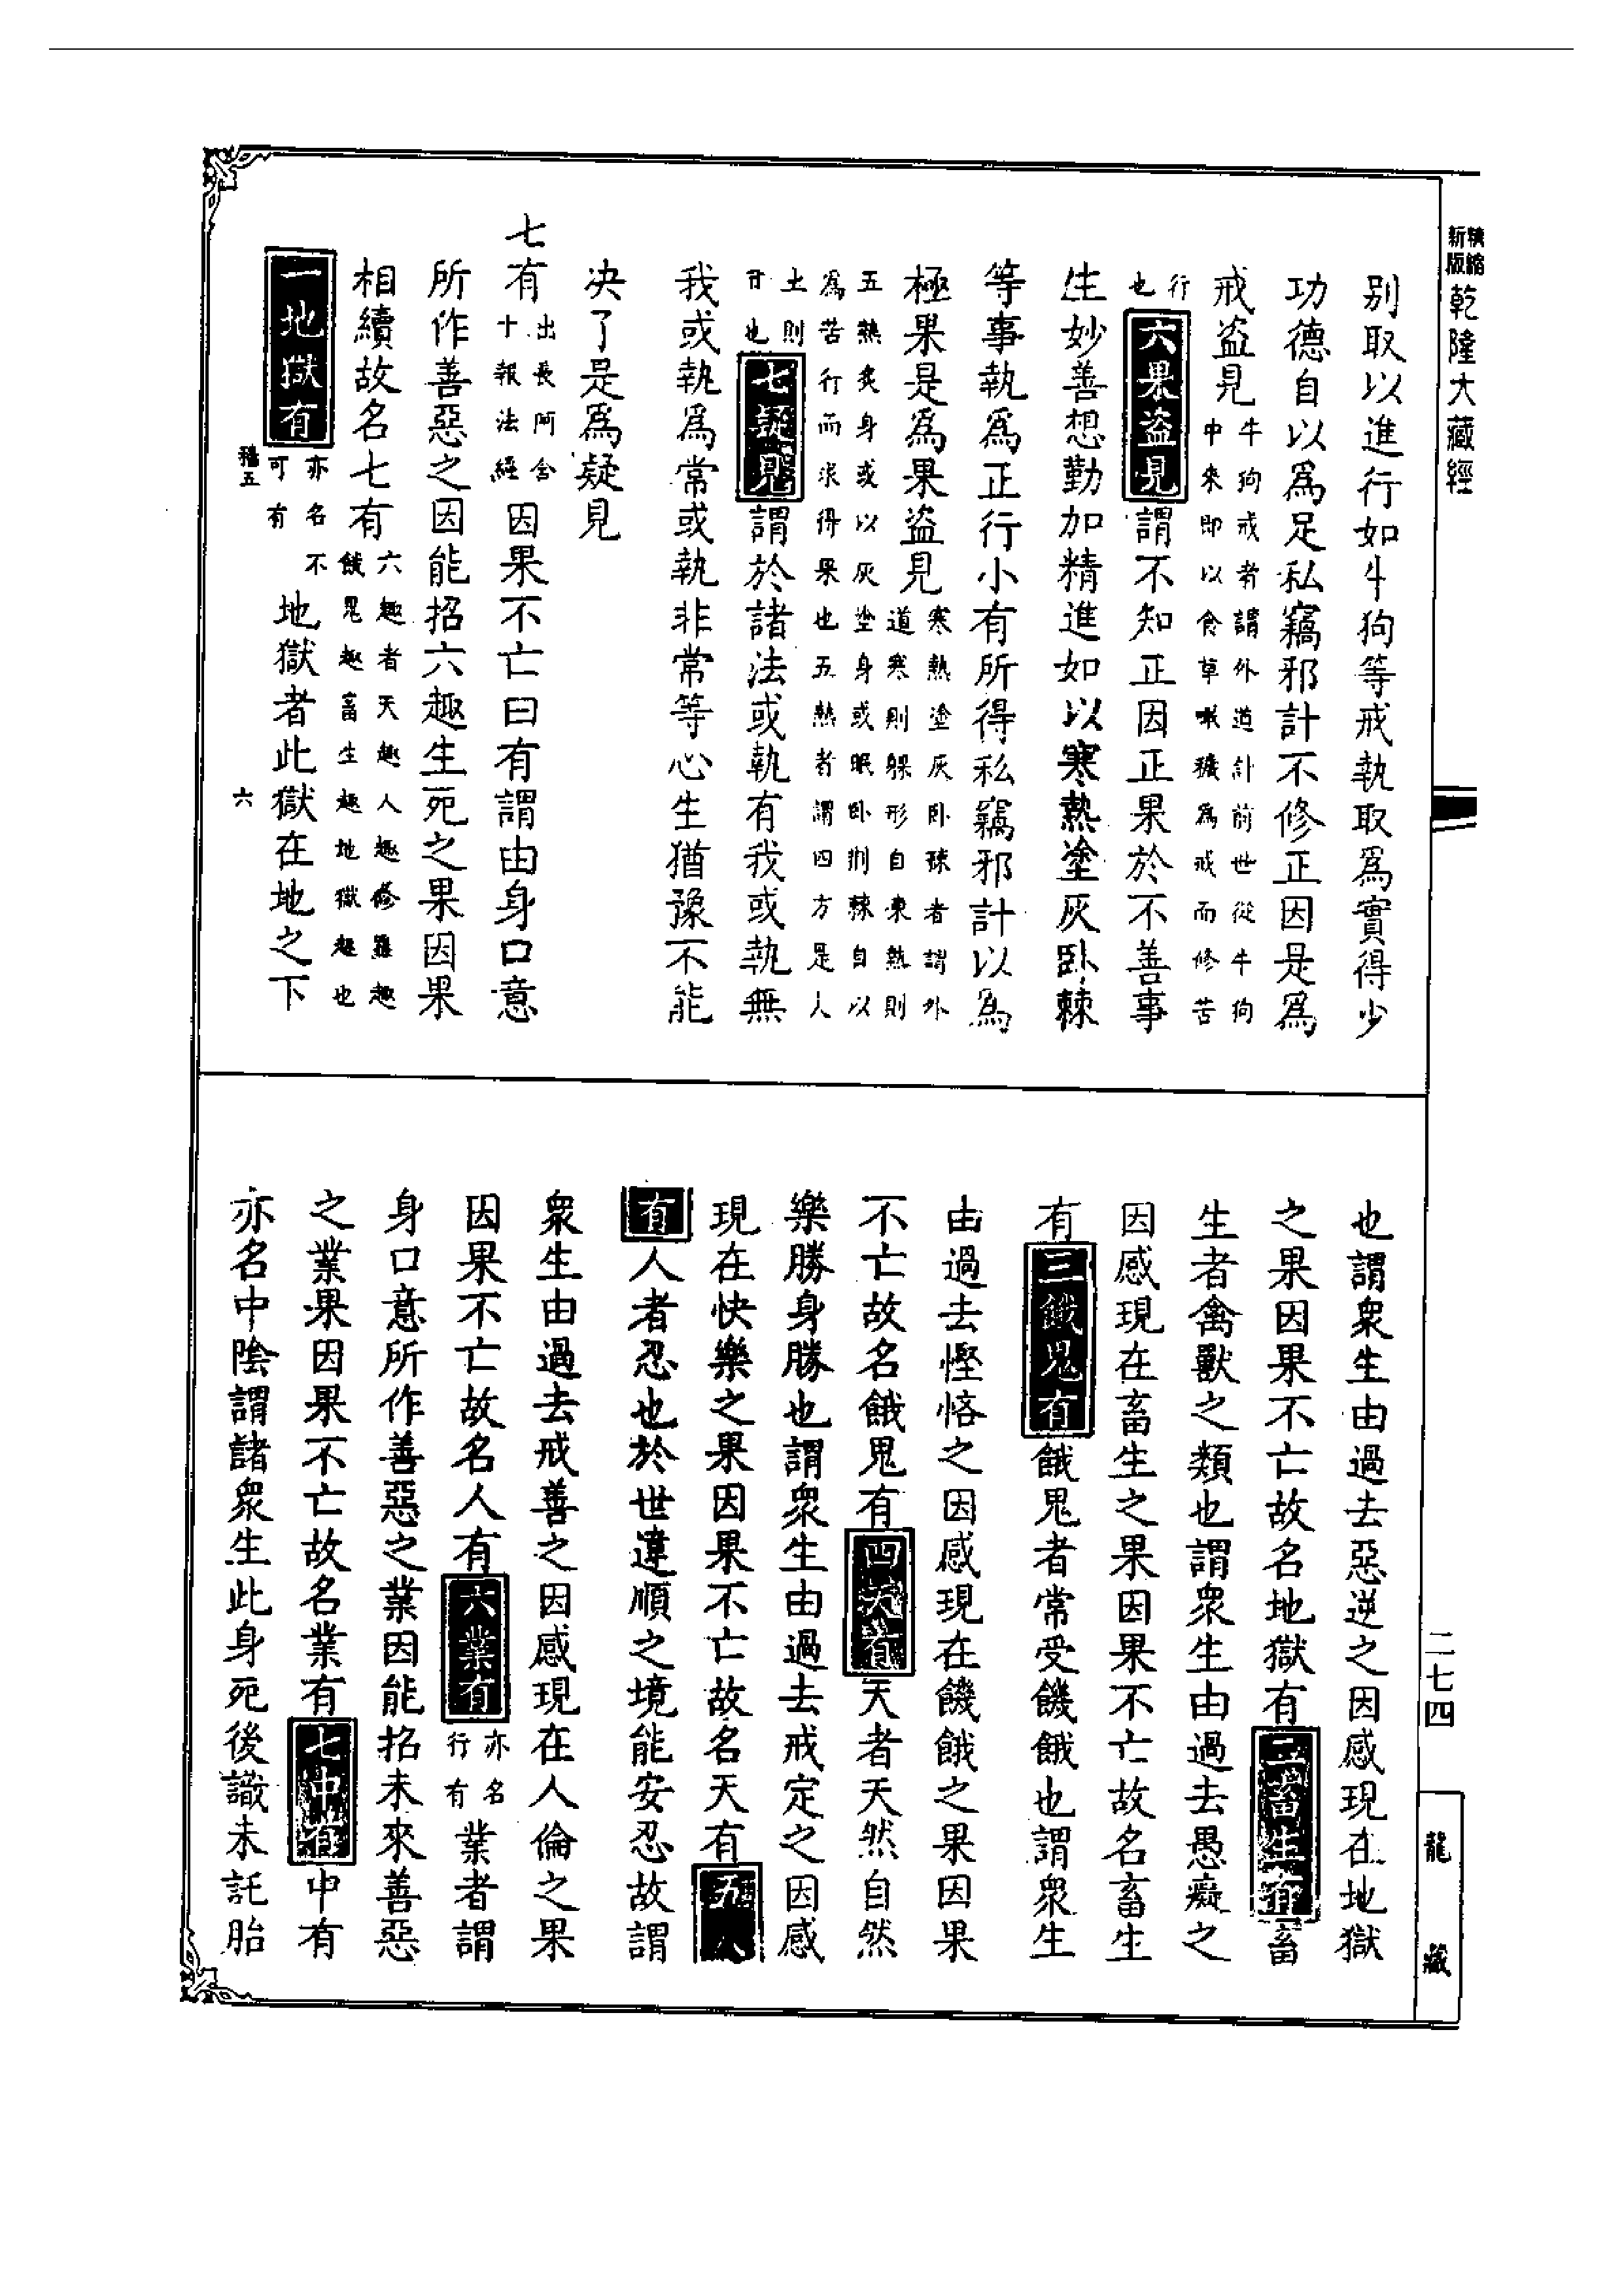 新版
精縮
乾隆大藏經
別取以進行如牛狗等戒執取爲實得少
功德自以爲足私竊邪計不修正因是爲
戒盜見牛狗戒者謂外道計前世從牛狗
中來即以食草噉穢爲戒而修苦
行
也六果盜見謂不知正因正果於不善事
生妙善想勤加精進如以寒熱塗灰臥棘
等事執爲正行小有所得私竊邪計以爲
極果是爲果盜見寒熱塗灰臥棘者謂外
道寒則躶形自凍熱則
五熱炙身或以灰塗身或眠臥荆棘自以
爲苦行而求得果也五熱者謂四方是人
土則
日也七疑見謂於諸法或執有我或執無
我或執爲常或執非常等心生猶豫不能
决了是爲疑見
七有出長阿含
十報法經因果不亡曰有謂由身口意
所作善惡之因能招六趣生死之果因果
相續故名七有六趣者天趣人趣修羅趣
餓鬼趣畜生趣地獄趣也
一地獄有亦名不
可有地獄者此獄在地之下
五
六
也謂衆生由過去惡逆之因感現在地獄
之果因果不亡故名地獄有二畜生有畜
生者禽獸之類也謂衆生由過去愚癡之
因感現在畜生之果因果不亡故名畜生
有三餓鬼有餓鬼者常受饑餓也謂衆生
由過去慳悋之因感現在饑餓之果因果
不亡故名餓鬼有四天有天者天然自然
樂勝身勝也謂衆生由過去戒定之因感
現在快樂之果因果不亡故名天有五人
有人者忍也於世違順之境能安忍故謂
衆生由過去戒善之因感現在人倫之果
因果不亡故名人有六業有亦名
行有業者謂
身口意所作善惡之業因能招未來善惡
之業果因果不亡故名業有七中有中有
亦名中陰謂諸衆生此身死後識未託胎
二七四
龍藏